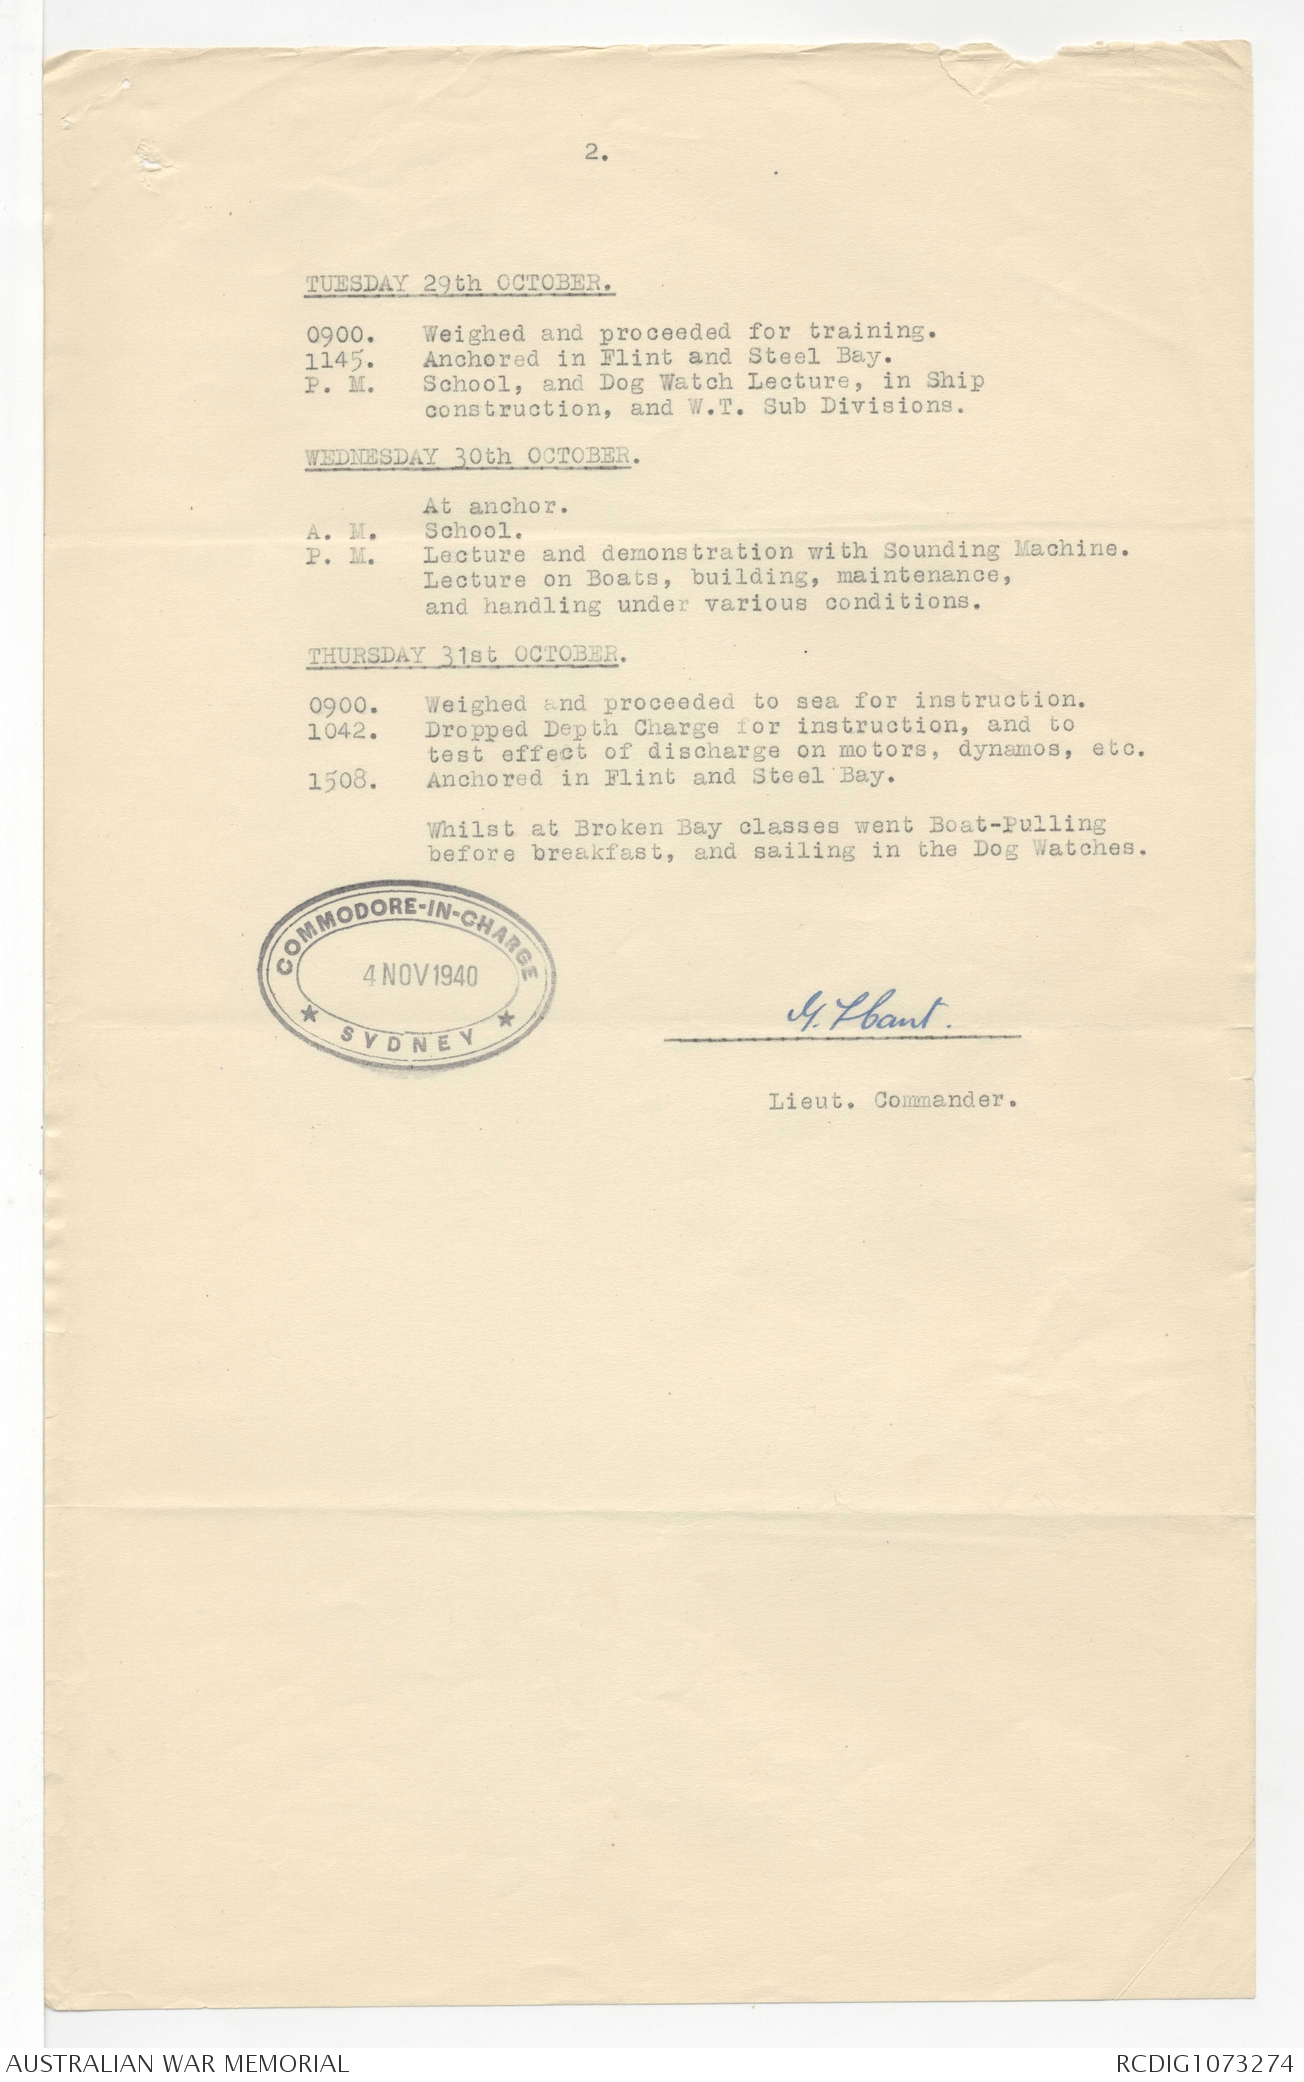 2.
TUESDAY 29th OCTOBER.
0900. Weighed and proceeded for training.
1145. Anchored in Flint and Steel Bay.
P. M. School, and Dog Watch Lecture, in Ship
construction, and W.T. Sub Divisions.
WEDNESDAY 30th OCTOBER.
At anchor.
A. M. School.
P. M. Lecture and demonstration with Sounding Machine.
Lecture on Boats, building, maintenance,
and handling under various conditions.
THURSDAY 31st OCTOBER.
0900. Weighed and proceeded to sea for instruction.
1042. Dropped Depth Charge for instruction, and to
test effect of discharge on motors, dynamos, etc.
1508. Anchored in Flint and Steel Bay.
Whilst at Broken Bay classes went Boat-Pulling
before breakfast, and sailing in the Dog Watches.
COMMODORE-IN-CHARGE
4 NOV 1940
★ SYDNEY ★
Lieut. Commander.
AUSTRALIAN WAR MEMORIAL
RCDIG1073274